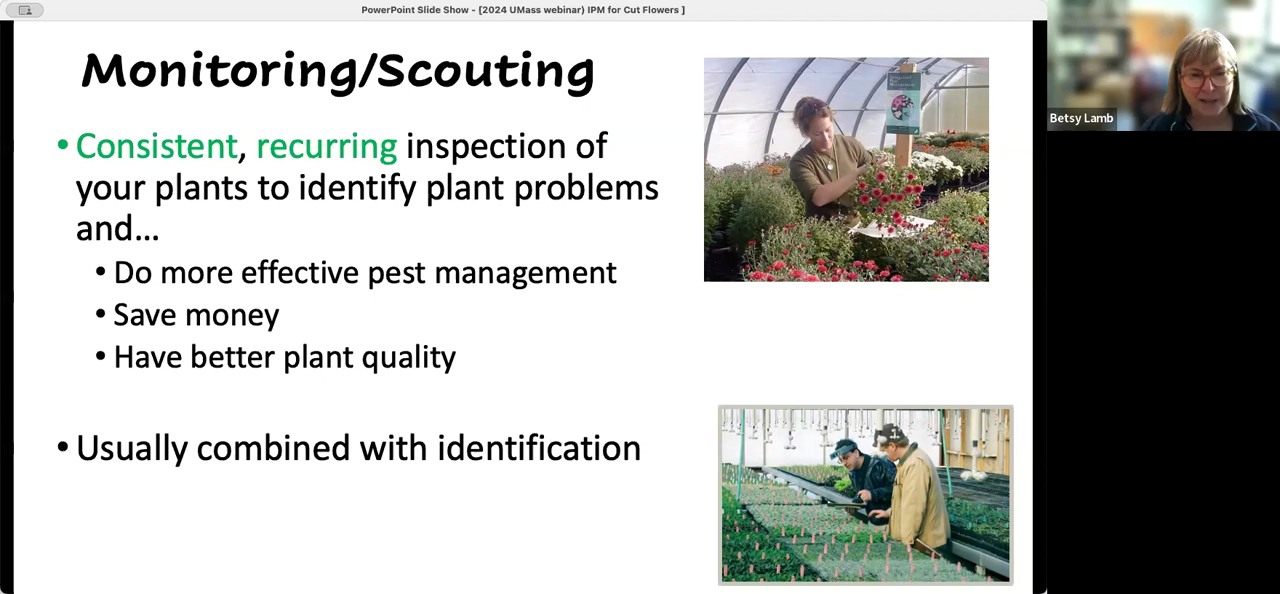 PowerPoint Slide Show - [2024 UMass webinar) IPM for Cut Flowers ]
Monitoring/Scouting
• Consistent, recurring inspection of
your plants to identify plant problems
and...
• Do more effective pest management
• Save money
• Have better plant quality
• Usually combined with identification
Betsy Lamb